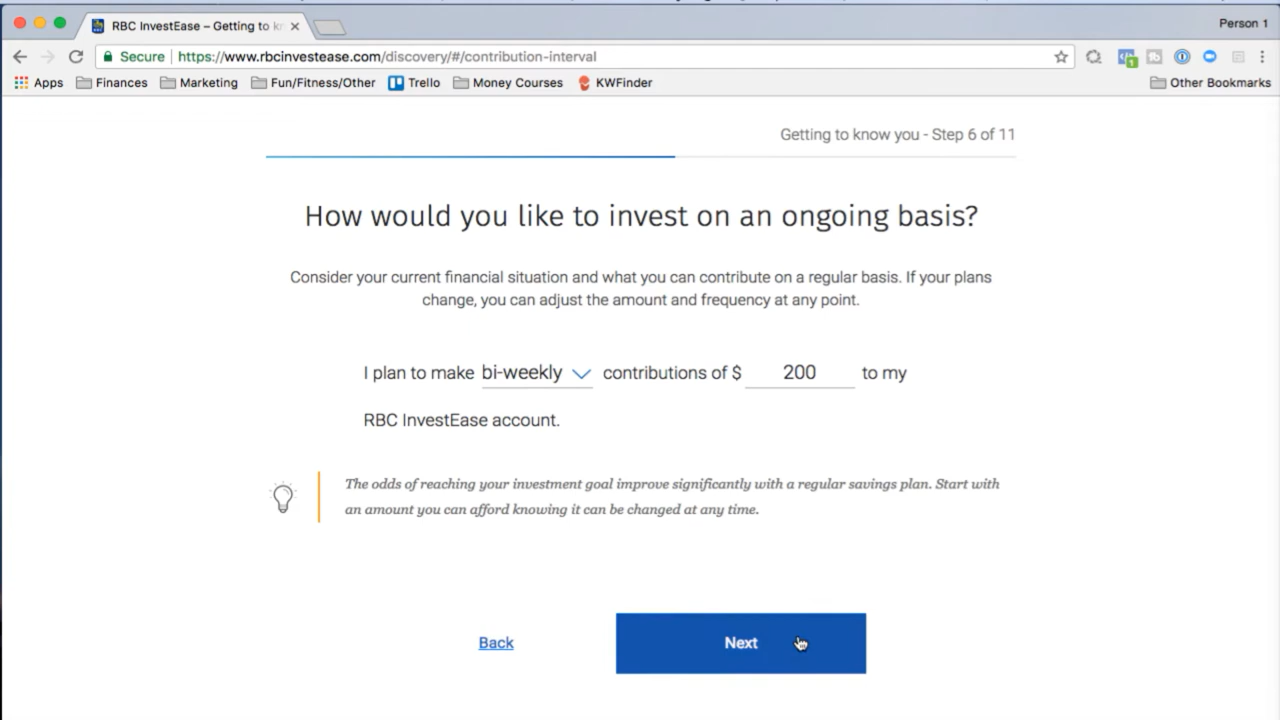 RBC InvestEase – Getting to kn
Person 1
Secure https://www.rbcinvestease.com/discovery/#/contribution-interval
1
Apps Finances Marketing Fun/Fitness/Other Trello Money Courses KWFinder Other Bookmarks
Getting to know you - Step 6 of 11
How would you like to invest on an ongoing basis?
Consider your current financial situation and what you can contribute on a regular basis. If your plans
change, you can adjust the amount and frequency at any point.
I plan to make bi-weekly contributions of $ 200 to my
RBC InvestEase account.
The odds of reaching your investment goal improve significantly with a regular savings plan. Start with
an amount you can afford knowing it can be changed at any time.
Back Next